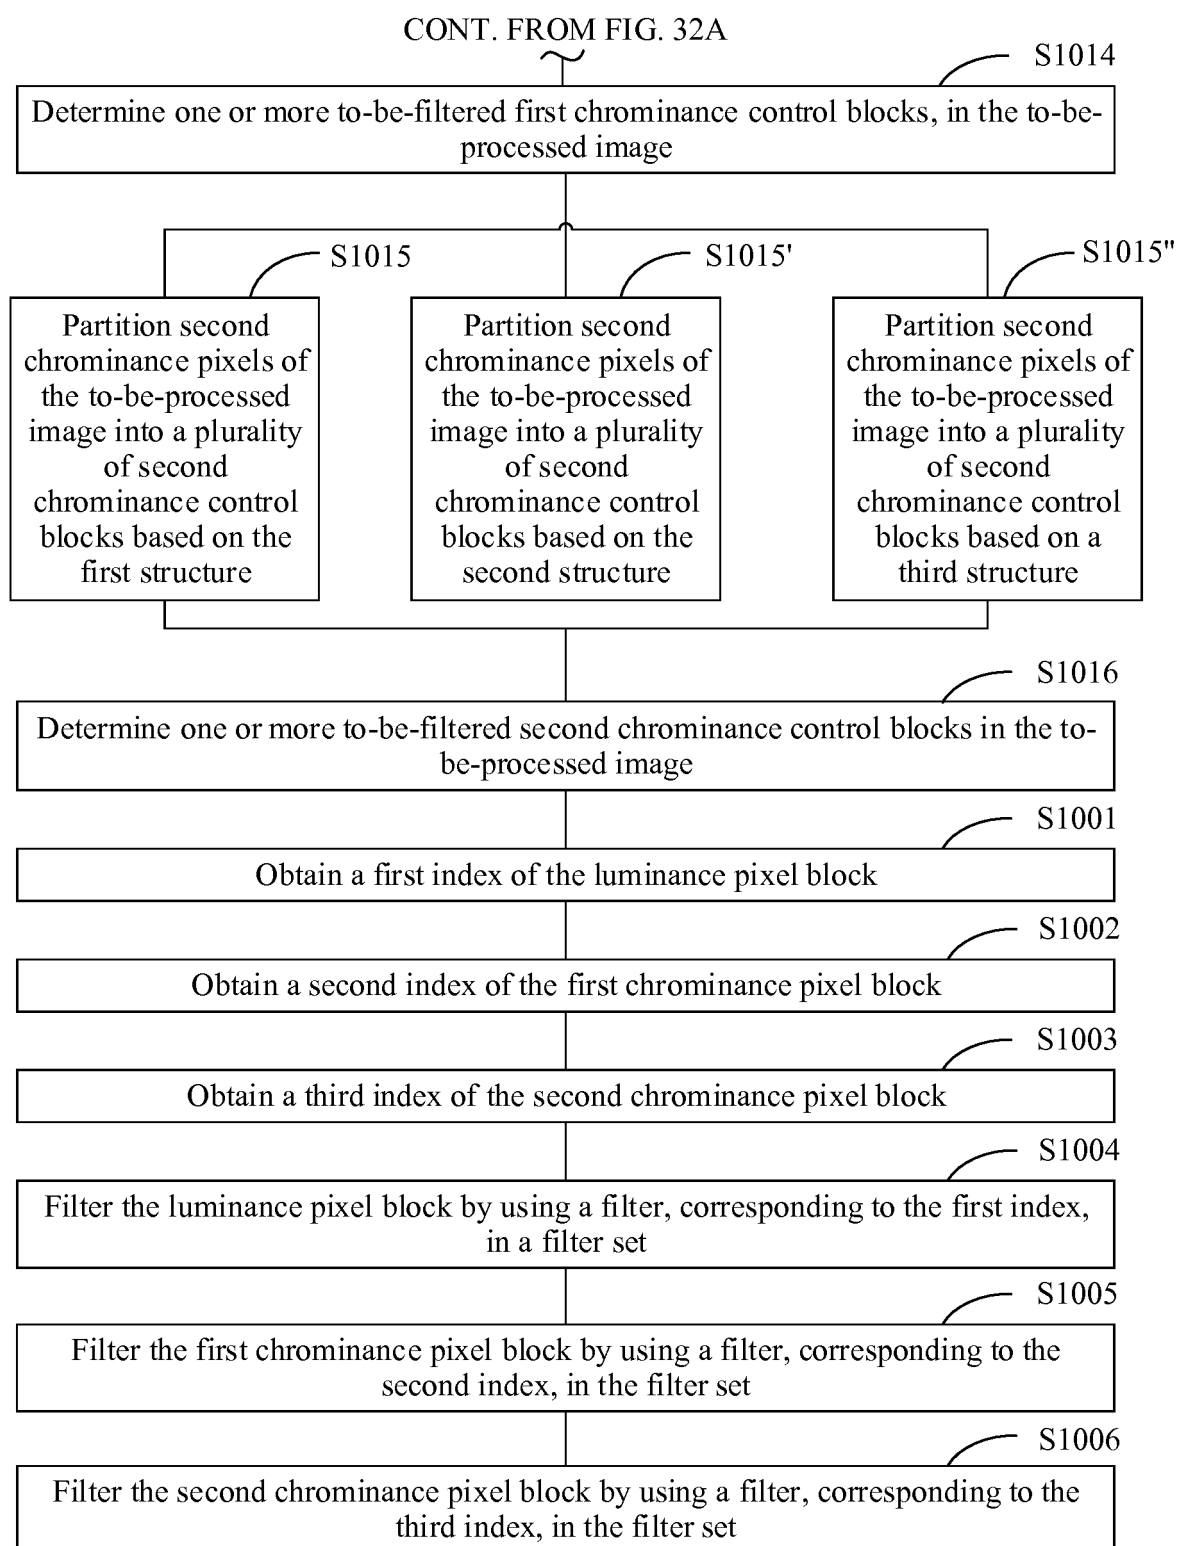 CONT. FROM FIG. 32A
S1014
Determine one or more to-be-filtered first chrominance control blocks, in the to-be-
processed image
S1015
Partition second
chrominance pixels of
the to-be-processed
image into a plurality
of second
chrominance control
blocks based on the
first structure
S1015'
Partition second
chrominance pixels of
the to-be-processed
image into a plurality
of second
chrominance control
blocks based on the
second structure
S1015"
Partition second
chrominance pixels of
the to-be-processed
image into a plurality
of second
chrominance control
blocks based on a
third structure
S1016
Determine one or more to-be-filtered second chrominance control blocks in the to-
be-processed image
S1001
Obtain a first index of the luminance pixel block
S1002
Obtain a second index of the first chrominance pixel block
S1003
Obtain a third index of the second chrominance pixel block
S1004
Filter the luminance pixel block by using a filter, corresponding to the first index,
in a filter set
S1005
Filter the first chrominance pixel block by using a filter, corresponding to the
second index, in the filter set
S1006
Filter the second chrominance pixel block by using a filter, corresponding to the
third index, in the filter set